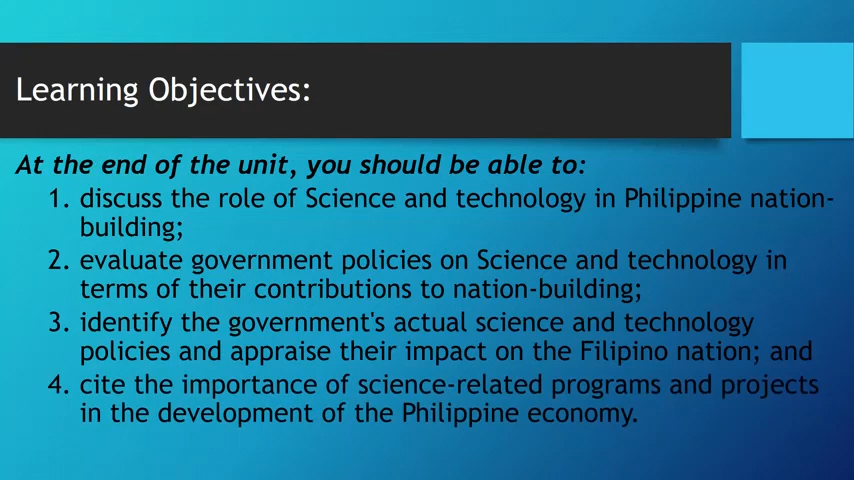 Learning Objectives:
At the end of the unit, you should be able to:
1. discuss the role of Science and technology in Philippine nation-
building;
2. evaluate government policies on Science and technology in
terms of their contributions to nation-building;
3. identify the government's actual science and technology
policies and appraise their impact on the Filipino nation; and
4. cite the importance of science-related programs and projects
in the development of the Philippine economy.